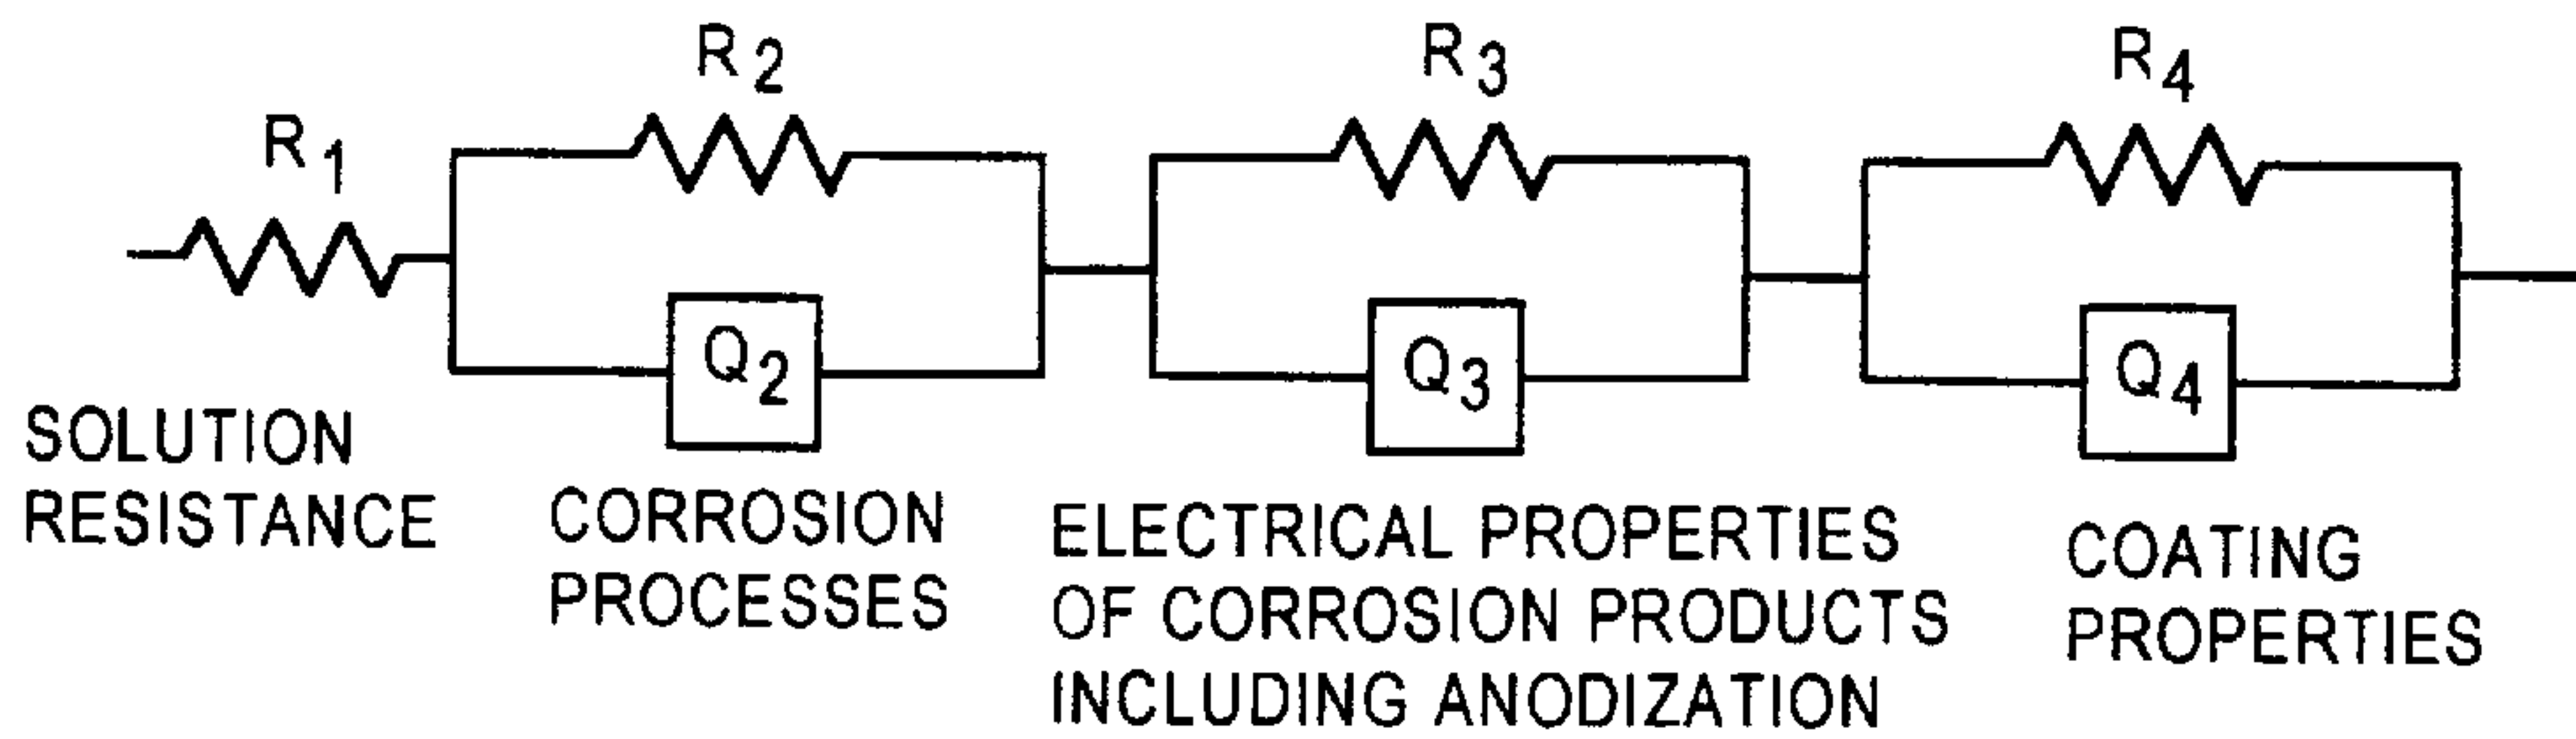 R1
R2
R3
R4
Q2
Q3
Q4
SOLUTION
RESISTANCE
CORROSION
PROCESSES
ELECTRICAL PROPERTIES
OF CORROSION PRODUCTS
INCLUDING ANODIZATION
COATING
PROPERTIES